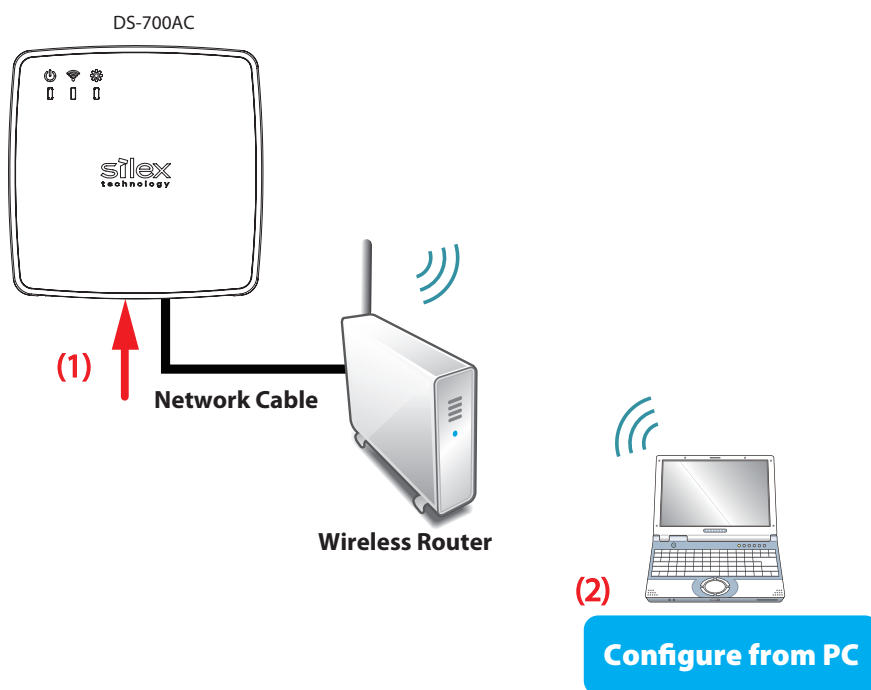 DS-700AC
silex
technology
(1)
Network Cable
Wireless Router
(2)
Configure from PC